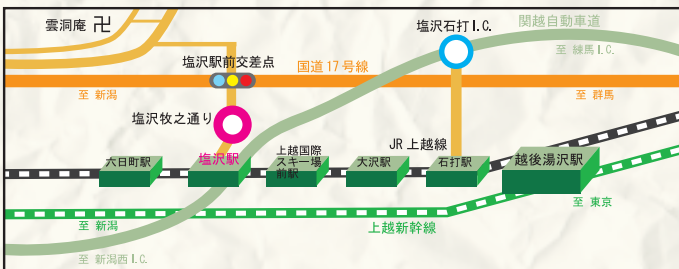 雲洞庵
塩沢石打I.C.
関越自動車道
至 練馬I.C.
塩沢駅前交差点
国道17号線
至 新潟
至 群馬
塩沢牧之通り
JR上越線
六日町駅
塩沢駅
上越国際
スキー場
前駅
大沢駅
石打駅
越後湯沢駅
至 東京
至 新潟
上越新幹線
至 新潟西I.C.